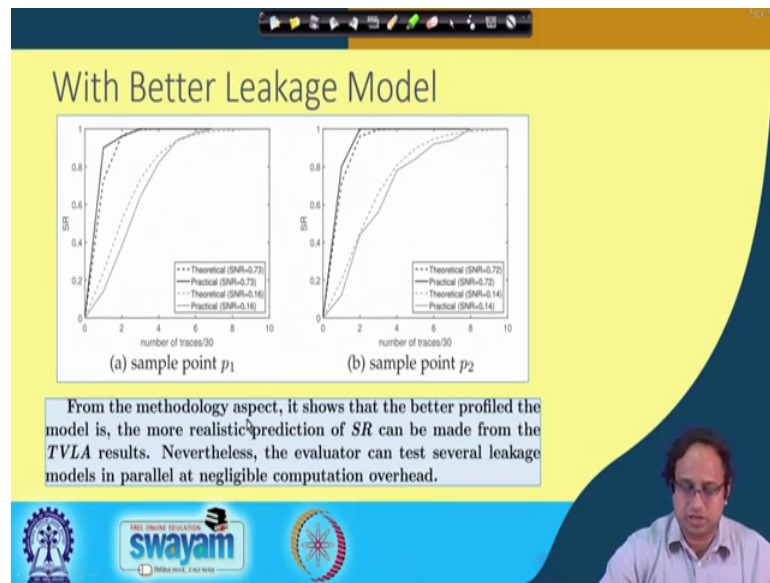 With Better Leakage Model
1
0.8
0.6
0.4
0.2
0
SR
Theoretical (SNR=0.73)
Practical (SNR=0.73)
Theoretical (SNR=0.16)
Practical (SNR=0.16)
0 2 4 6 8 10
number of traces/30
(a) sample point p₁
1
0.8
0.6
0.4
0.2
0
SR
Theoretical (SNR=0.72)
Practical (SNR=0.72)
Theoretical (SNR=0.14)
Practical (SNR=0.14)
0 2 4 6 8 10
number of traces/30
(b) sample point p₂
From the methodology aspect, it shows that the better profiled the
model is, the more realistic prediction of SR can be made from the
TVLA results. Nevertheless, the evaluator can test several leakage
models in parallel at negligible computation overhead.
FREE ONLINE EDUCATION
swayam